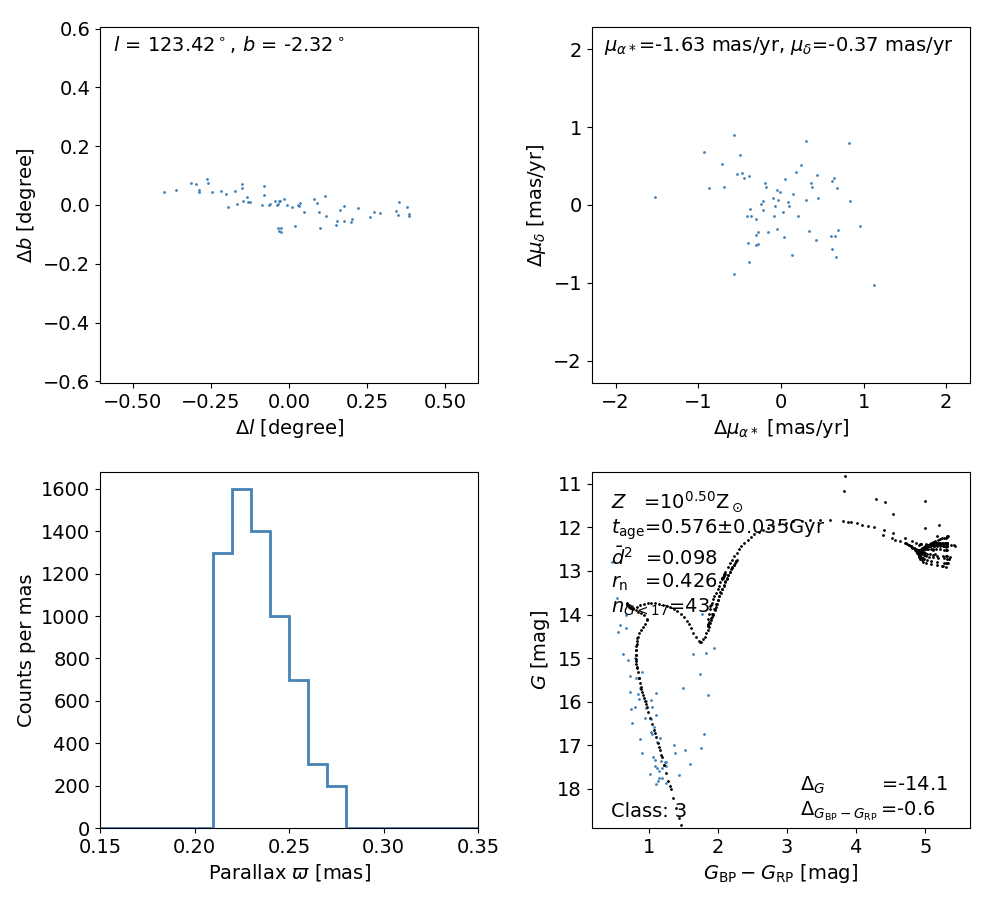 l = 123.42°, b = -2.32°
0.6
0.4
0.2
0.0
−0.2
−0.4
−0.6
Δb [degree]
−0.50 −0.25 0.00 0.25 0.50
Δl [degree]
μα∗=-1.63 mas/yr, μδ=-0.37 mas/yr
2
1
0
−1
−2
Δμδ [mas/yr]
−2 −1 0 1 2
Δμα∗ [mas/yr]
1600
1400
1200
1000
800
600
400
200
0
Counts per mas
0.15 0.20 0.25 0.30 0.35
Parallax ϖ [mas]
11
12
13
14
15
16
17
18
G [mag]
Z =10^0.50 Z⊙
t_age=0.576±0.035Gyr
d̄² =0.098
r_n =0.426
n_G<17=43
Δ_G =-14.1
Class: 3
Δ_GBP−GRP =-0.6
1 2 3 4 5
G_BP − G_RP [mag]